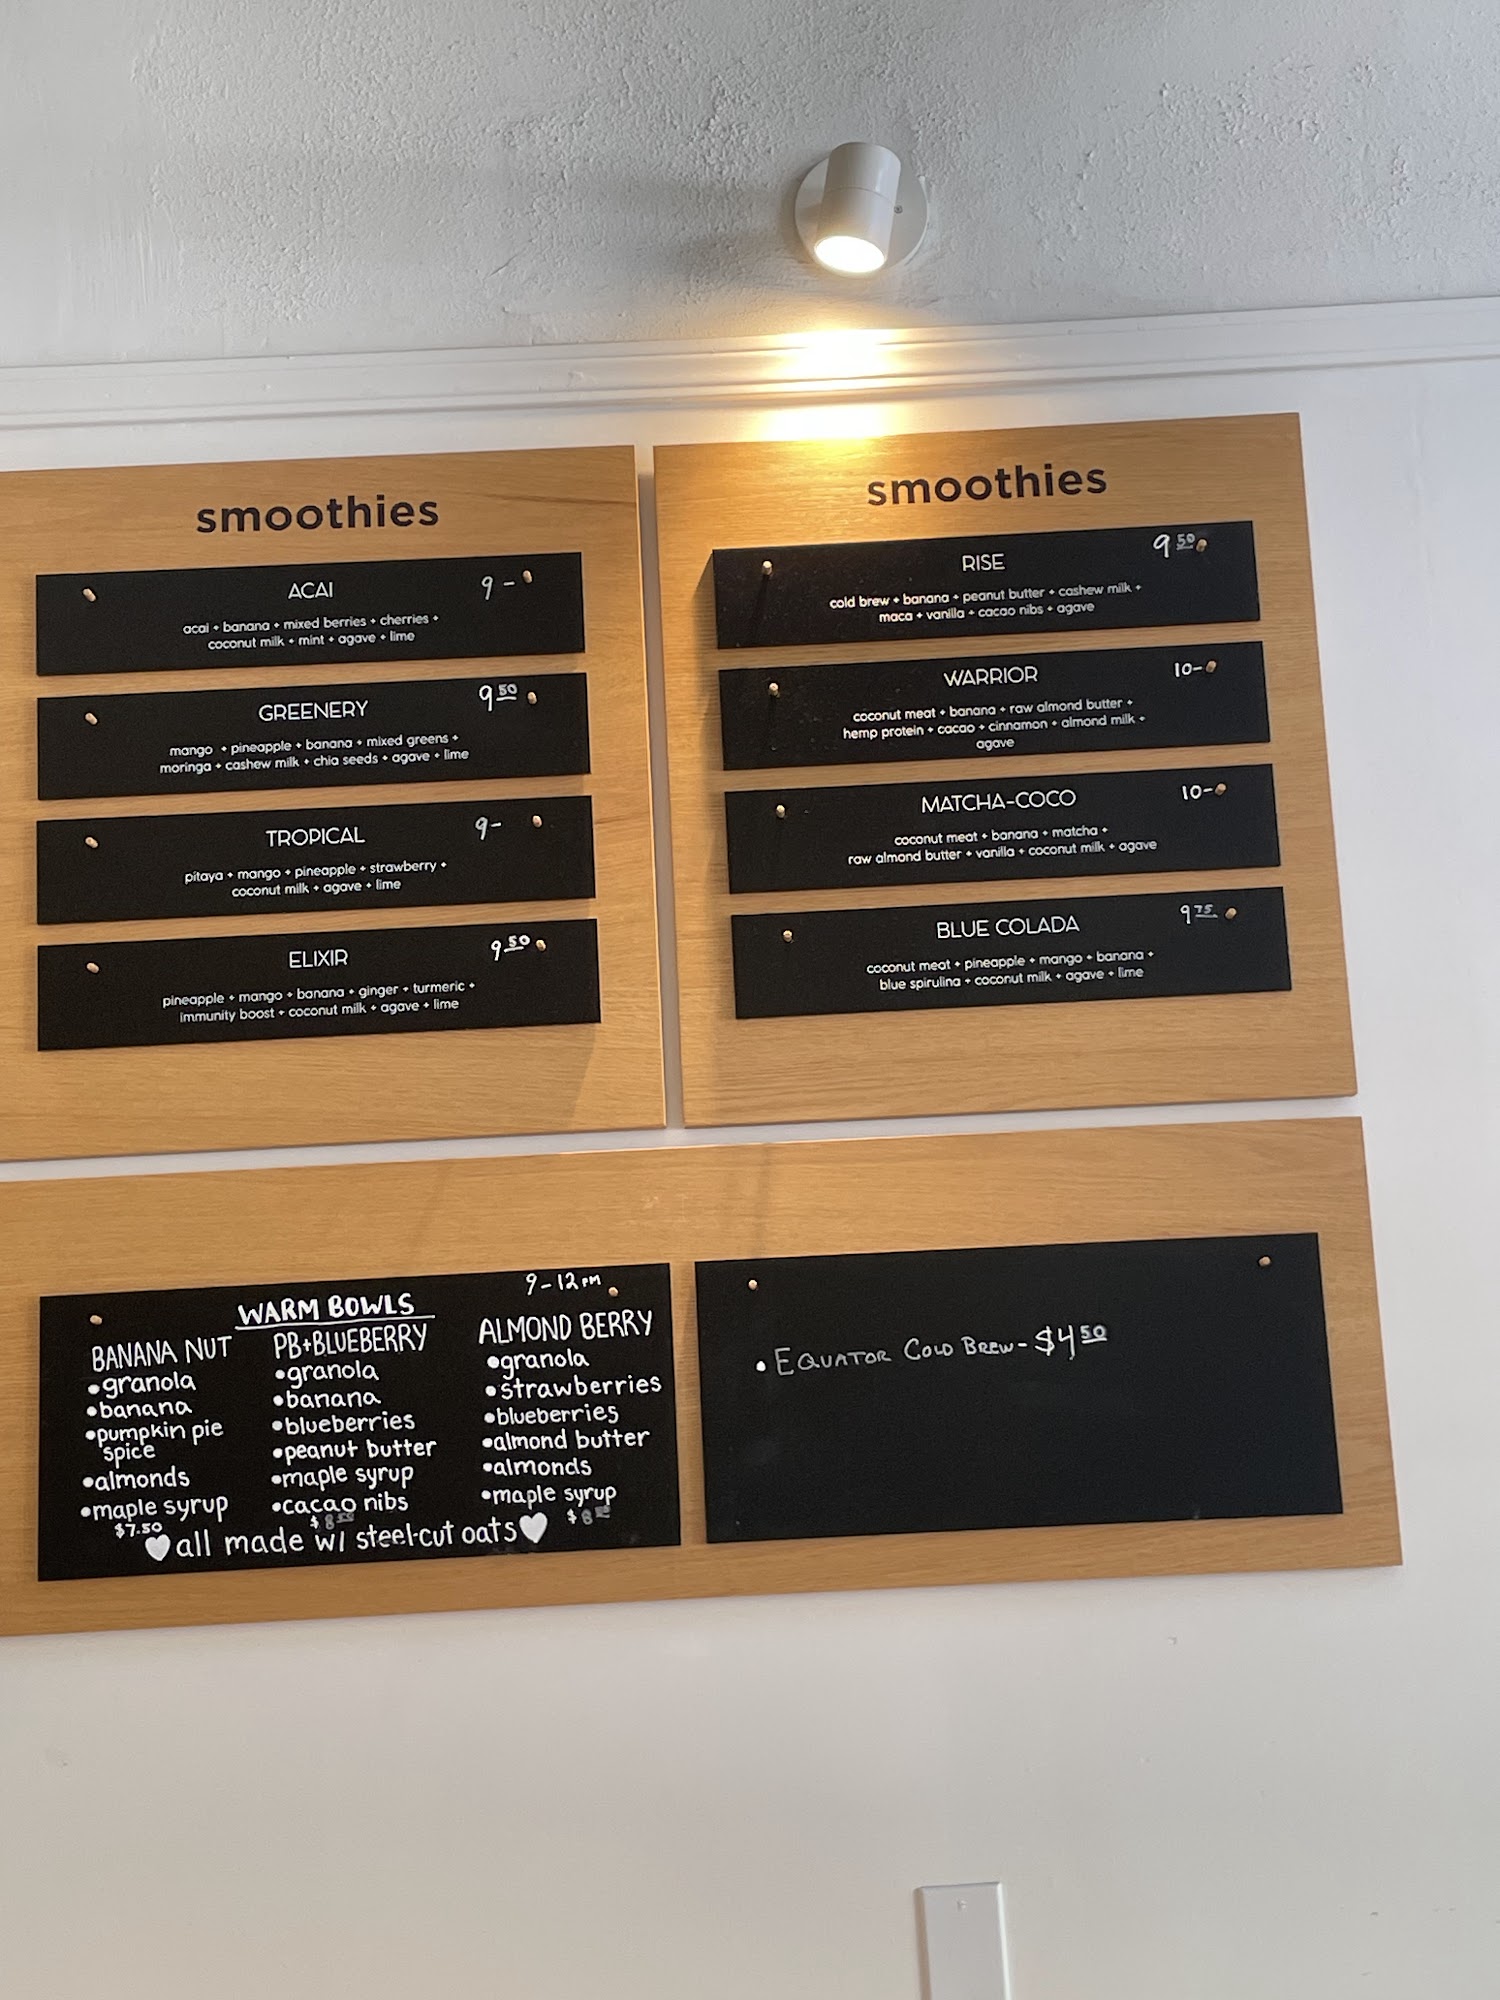 smoothies
ACAI 9-
acai + banana + mixed berries + cherries +
coconut milk + mint + agave + lime
GREENERY 9.50
mango + pineapple + banana + mixed greens +
moringa + cashew milk + chia seeds + agave + lime
TROPICAL 9-
pitaya + mango + pineapple + strawberry +
coconut milk + agave + lime
ELIXIR 9.50
pineapple + mango + banana + ginger + turmeric +
immunity boost + coconut milk + agave + lime
smoothies
RISE 9 50
cold brew + banana + peanut butter + cashew milk +
maca + vanilla + cacao nibs + agave
WARRIOR 10-
coconut meat + banana + raw almond butter +
hemp protein + cacao + cinnamon + almond milk +
agave
MATCHA-COCO 10-
coconut meat + banana + matcha +
raw almond butter + vanilla + coconut milk + agave
BLUE COLADA 9 75
coconut meat + pineapple + mango + banana +
blue spirulina + coconut milk + agave + lime
WARM BOWLS 9-12PM
BANANA NUT
•granola
•banana
•pumpkin pie
spice
•almonds
•maple syrup
$7.50
PB+BLUEBERRY
•granola
•banana
•blueberries
•peanut butter
•maple syrup
•cacao nibs
$8
ALMOND BERRY
•granola
•strawberries
•blueberries
•almond butter
•almonds
•maple syrup
$8
♥all made w/ steel-cut oats♥
• EQUATOR COLD BREW - $4 50